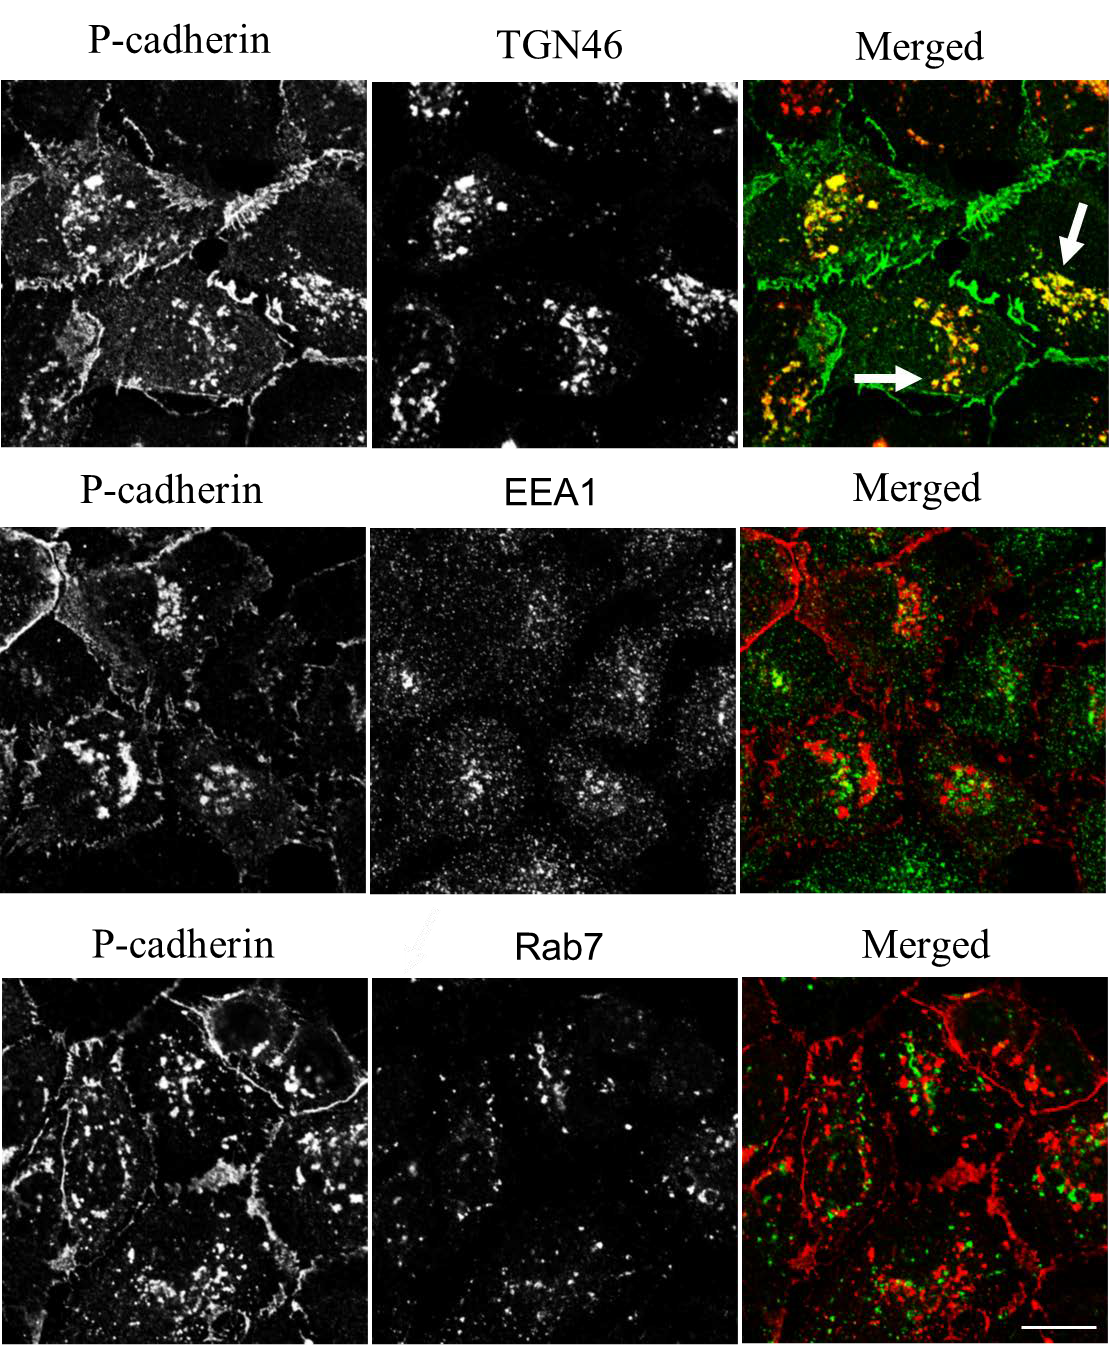 P-cadherin TGN46 Merged
P-cadherin EEA1 Merged
P-cadherin Rab7 Merged